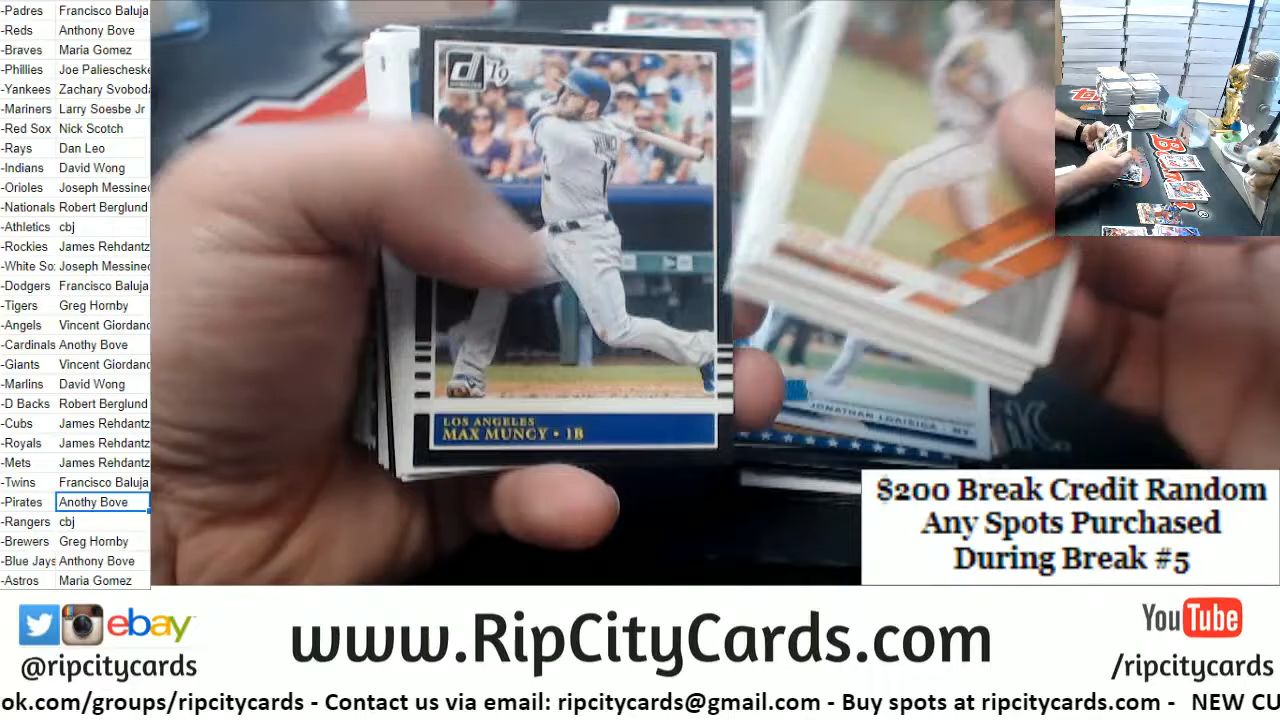 -Padres Francisco Baluja
-Reds Anthony Bove
-Braves Maria Gomez
-Phillies Joe Paliescheske
-Yankees Zachary Svoboda
-Mariners Larry Soesbe Jr
-Red Sox Nick Scotch
-Rays Dan Leo
-Indians David Wong
-Orioles Joseph Messineo
-Nationals Robert Berglund
-Athletics cbj
-Rockies James Rehdantz
-White So Joseph Messineo
-Dodgers Francisco Baluja
-Tigers Greg Hornby
-Angels Vincent Giordano
-Cardinals Anothy Bove
-Giants Vincent Giordano
-Marlins David Wong
-D Backs Robert Berglund
-Cubs James Rehdantz
-Royals James Rehdantz
-Mets James Rehdantz
-Twins Francisco Baluja
-Pirates Anothy Bove
-Rangers cbj
-Brewers Greg Hornby
-Blue Jays Anthony Bove
-Astros Maria Gomez
d 19
MUNCY
LOS ANGELES
MAX MUNCY • 1B
JONATHAN LOAISIGA - NY
$200 Break Credit Random
Any Spots Purchased
During Break #5
ebay
@ripcitycards
www.RipCityCards.com
YouTube
/ripcitycards
ok.com/groups/ripcitycards - Contact us via email: ripcitycards@gmail.com - Buy spots at ripcitycards.com - NEW CU